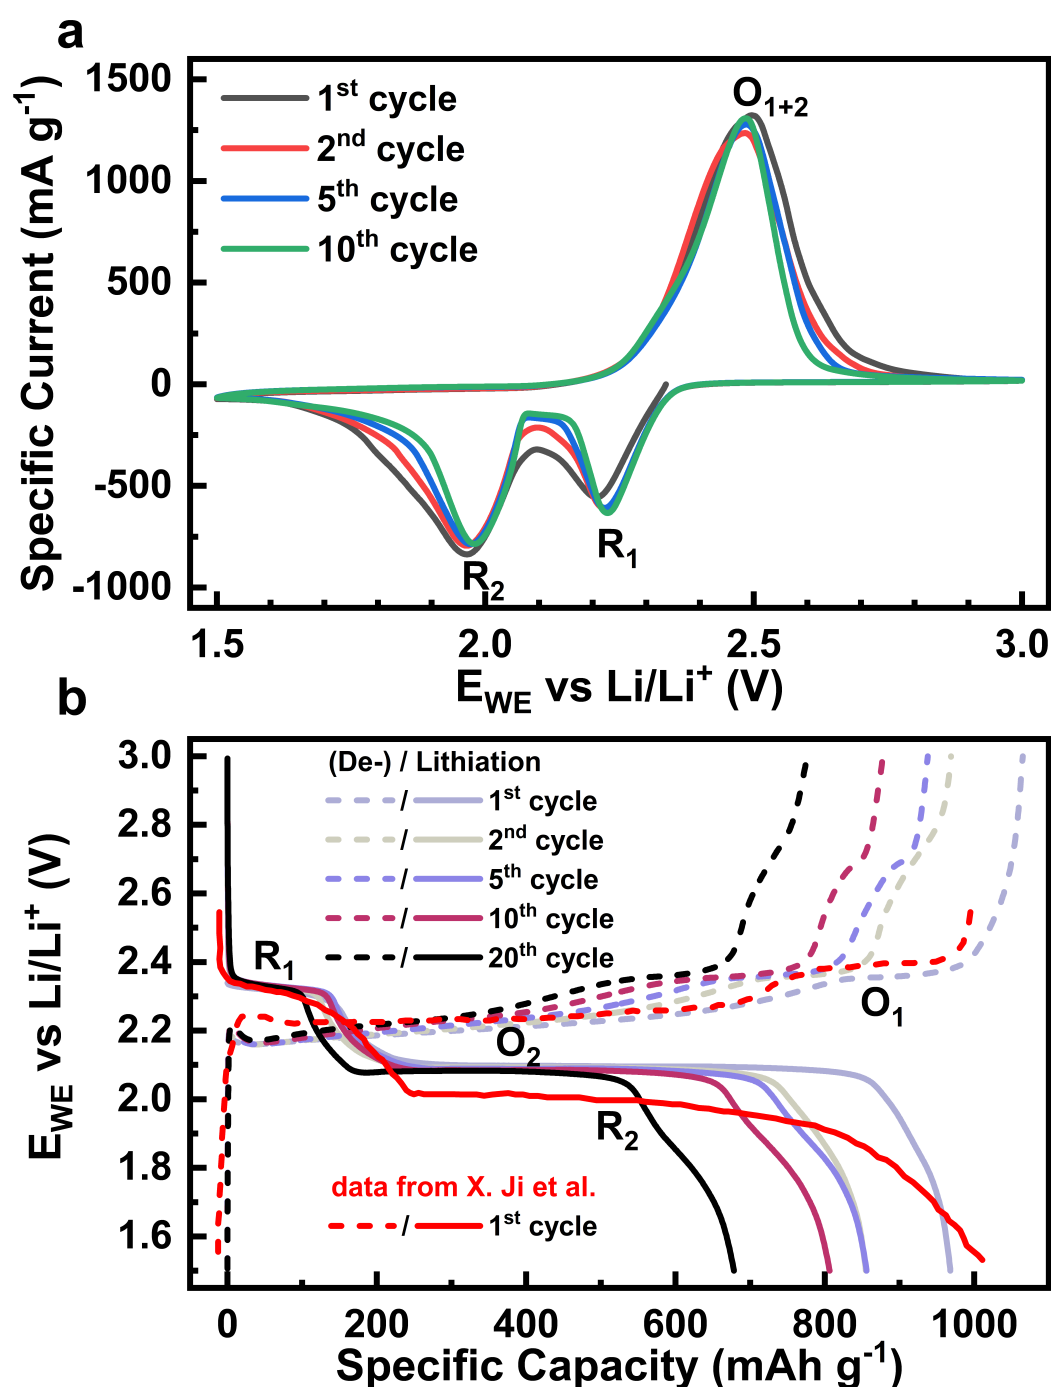 a
Specific Current (mA g⁻¹)
1500
1000
500
0
-500
-1000
1st cycle
2nd cycle
5th cycle
10th cycle
O1+2
R1
R2
1.5 2.0 2.5 3.0
E_WE vs Li/Li⁺ (V)
b
E_WE vs Li/Li⁺ (V)
3.0
2.8
2.6
2.4
2.2
2.0
1.8
1.6
(De-) / Lithiation
/ 1st cycle
/ 2nd cycle
/ 5th cycle
/ 10th cycle
/ 20th cycle
R1
O1
O2
R2
data from X. Ji et al.
/ 1st cycle
0 200 400 600 800 1000
Specific Capacity (mAh g⁻¹)